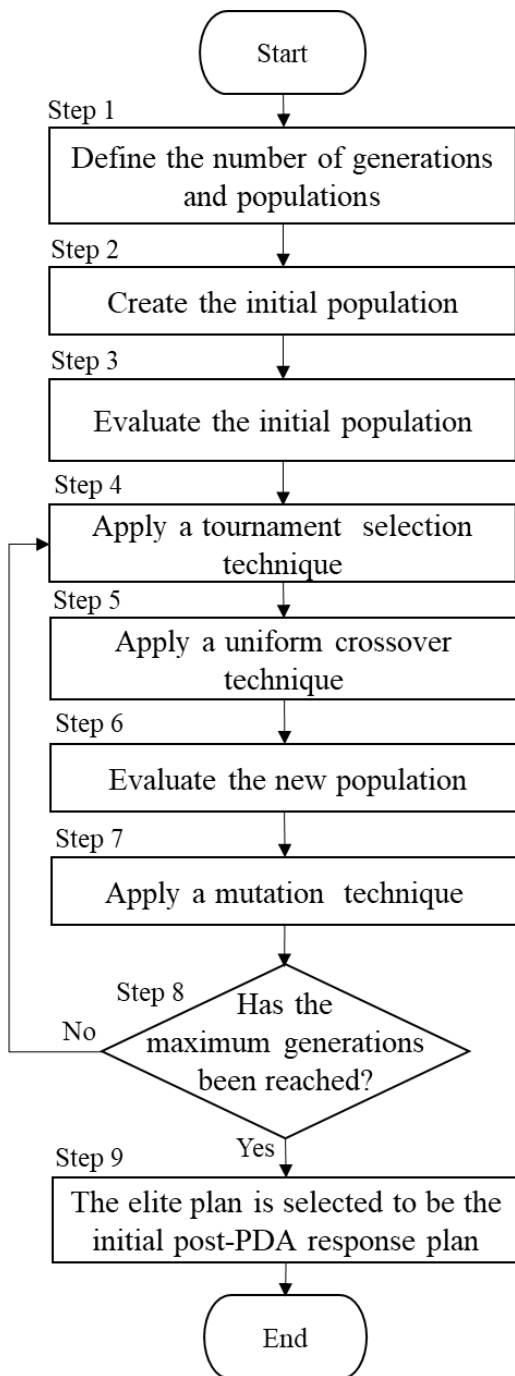 Start
Step 1
Define the number of generations
and populations
Step 2
Create the initial population
Step 3
Evaluate the initial population
Step 4
Apply a tournament selection
technique
Step 5
Apply a uniform crossover
technique
Step 6
Evaluate the new population
Step 7
Apply a mutation technique
Step 8
Has the
maximum generations
been reached?
No
Yes
Step 9
The elite plan is selected to be the
initial post-PDA response plan
End